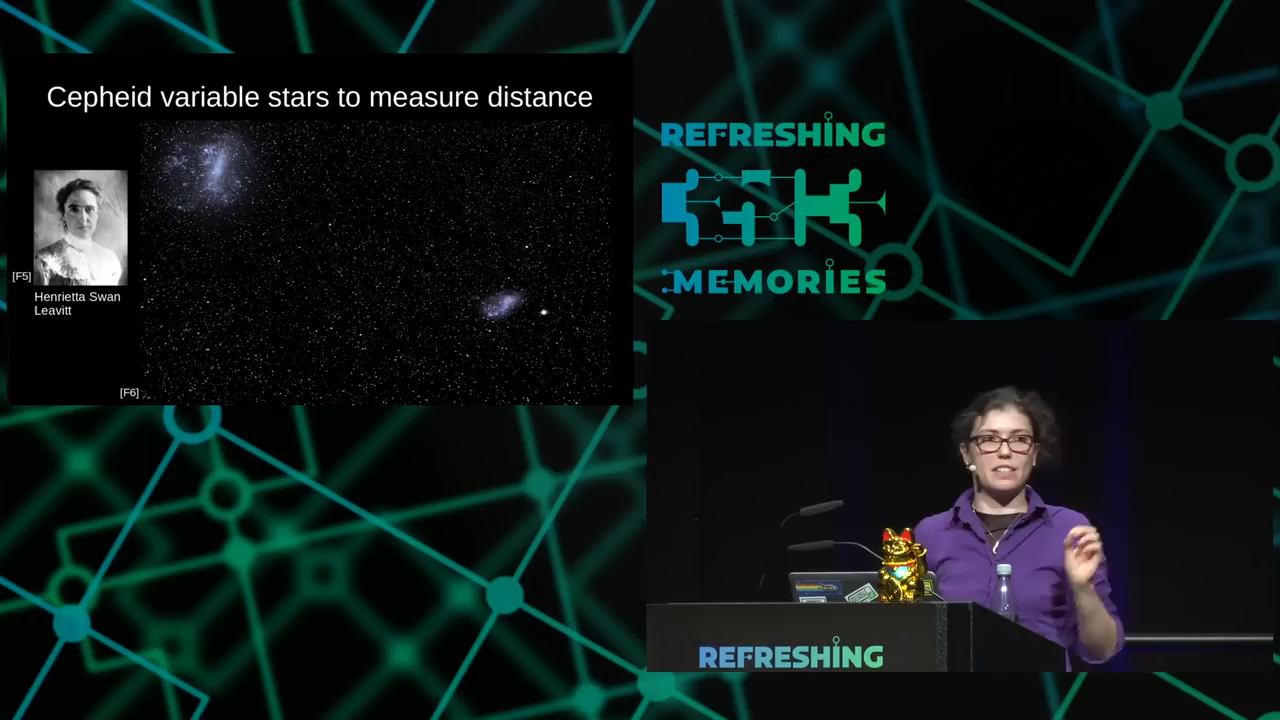 Cepheid variable stars to measure distance
[F5]
Henrietta Swan
Leavitt
[F6]
REFRESHING
MEMORIES
REFRESHING